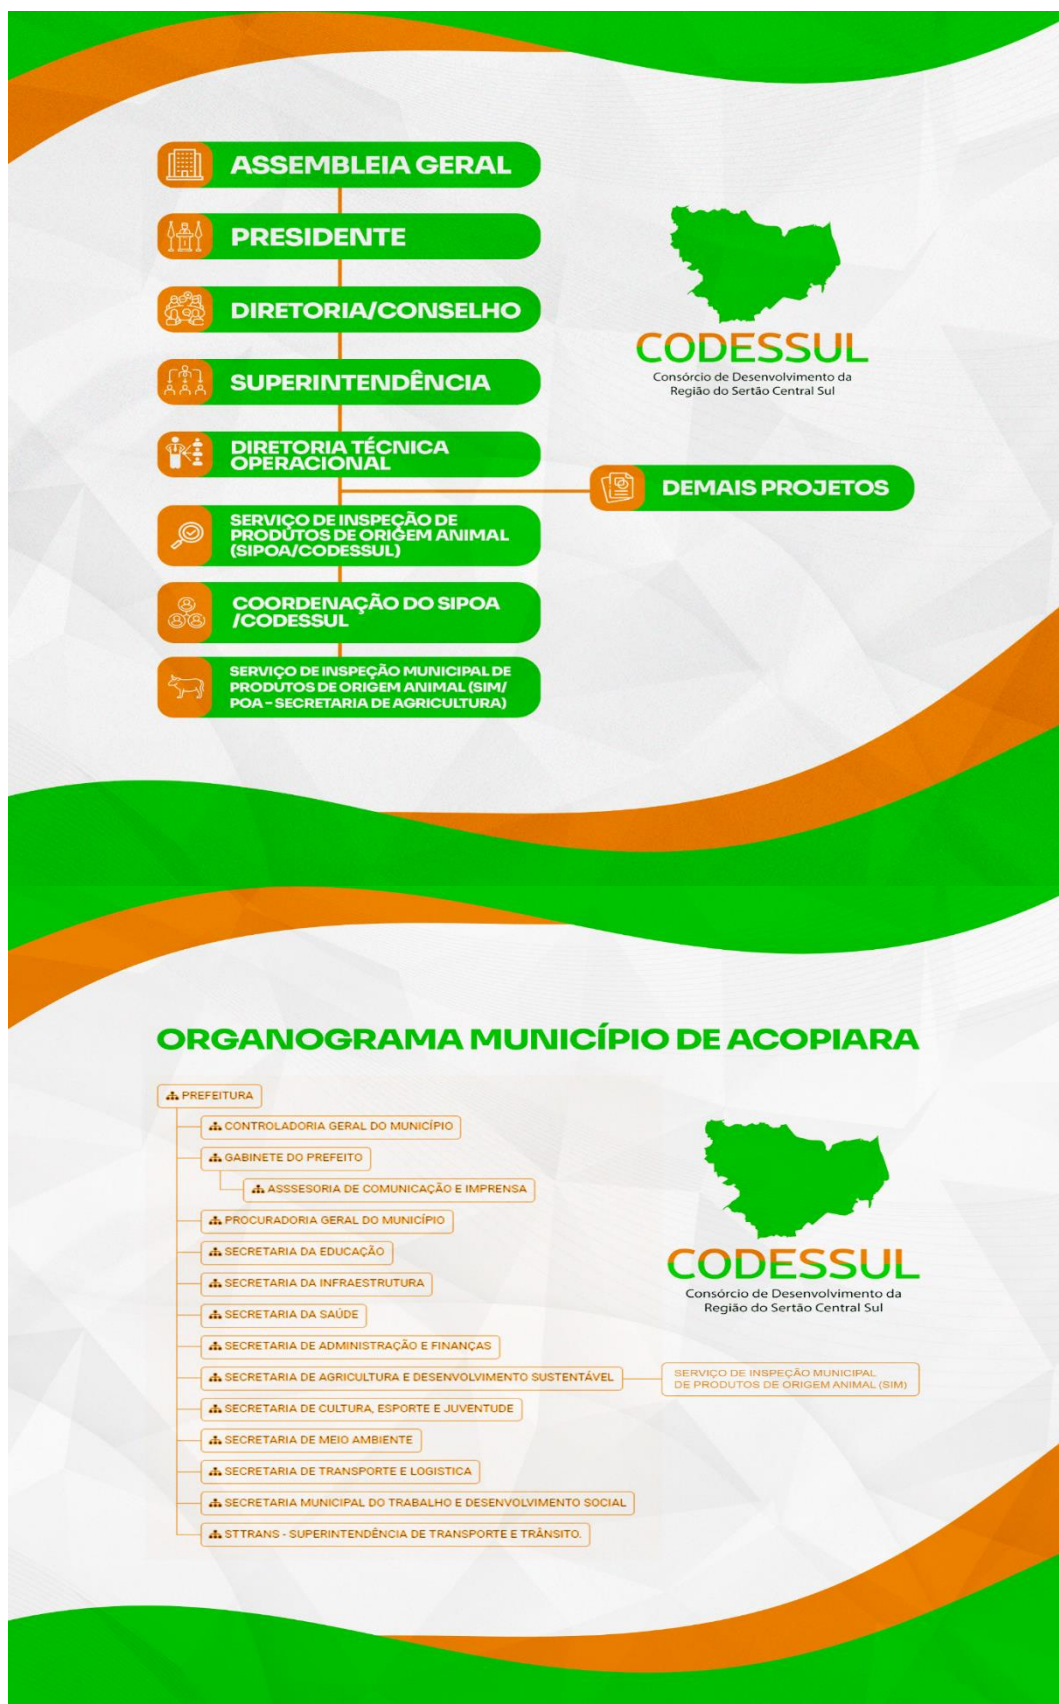 ASSEMBLEIA GERAL
PRESIDENTE
DIRETORIA/CONSELHO
SUPERINTENDÊNCIA
DIRETORIA TÉCNICA
OPERACIONAL
DEMAIS PROJETOS
SERVIÇO DE INSPEÇÃO DE
PRODUTOS DE ORIGEM ANIMAL
(SIPOA/CODESSUL)
COORDENAÇÃO DO SIPOA
/CODESSUL
SERVIÇO DE INSPEÇÃO MUNICIPAL DE
PRODUTOS DE ORIGEM ANIMAL (SIM/
POA - SECRETARIA DE AGRICULTURA)
CODESSUL
Consórcio de Desenvolvimento da
Região do Sertão Central Sul
ORGANOGRAMA MUNICÍPIO DE ACOPIARA
PREFEITURA
CONTROLADORIA GERAL DO MUNICÍPIO
GABINETE DO PREFEITO
ASSSESORIA DE COMUNICAÇÃO E IMPRENSA
PROCURADORIA GERAL DO MUNICÍPIO
SECRETARIA DA EDUCAÇÃO
SECRETARIA DA INFRAESTRUTURA
SECRETARIA DA SAÚDE
SECRETARIA DE ADMINISTRAÇÃO E FINANÇAS
SECRETARIA DE AGRICULTURA E DESENVOLVIMENTO SUSTENTÁVEL
SERVIÇO DE INSPEÇÃO MUNICIPAL
DE PRODUTOS DE ORIGEM ANIMAL (SIM)
SECRETARIA DE CULTURA, ESPORTE E JUVENTUDE
SECRETARIA DE MEIO AMBIENTE
SECRETARIA DE TRANSPORTE E LOGISTICA
SECRETARIA MUNICIPAL DO TRABALHO E DESENVOLVIMENTO SOCIAL
STTRANS - SUPERINTENDÊNCIA DE TRANSPORTE E TRÂNSITO.
CODESSUL
Consórcio de Desenvolvimento da
Região do Sertão Central Sul